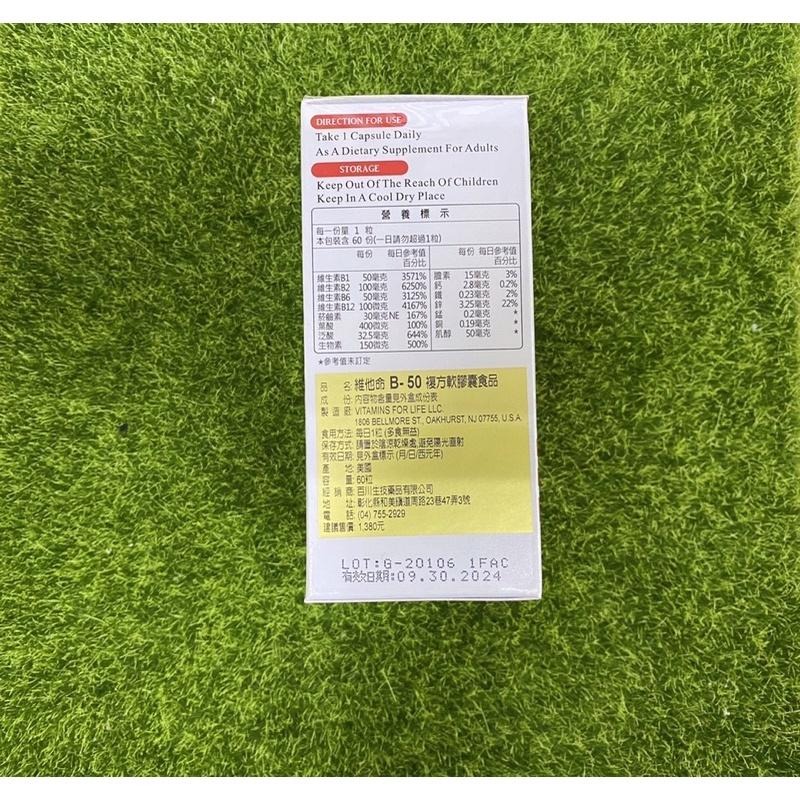 DIRECTION FOR USE
Take 1 Capsule Daily
As A Dietary Supplement For Adults
STORAGE
Keep Out Of The Reach Of Children
Keep In A Cool Dry Place
營養標示
每一份量 1 粒
本包裝含 60 份(一日請勿超過1粒)
每份 每日參考值百分比
維生素B1 50毫克 3571%
維生素B2 100毫克 6250%
維生素B6 50毫克 3125%
維生素B12 100微克 4167%
菸鹼素 30毫克NE 167%
葉酸 400微克 100%
泛酸 32.5毫克 644%
生物素 150微克 500%
每份 每日參考值百分比
膽素 15毫克 3%
鈣 2.8毫克 0.2%
鐵 0.23毫克 2%
鋅 3.25毫克 22%
錳 0.2毫克 *
銅 0.19毫克 *
肌醇 50毫克 *
*參考值未訂定
品名: 維他命 B-50 複方軟膠囊食品
成份: 內容物含量見外盒成份表
製造廠: VITAMINS FOR LIFE LLC.
1806 BELLMORE ST., OAKHURST, NJ 07755, U.S.A.
食用方法: 每日1粒 (多食無益)
保存方式: 請置於陰涼乾燥處,避免陽光直射
有效日期: 見外盒標示 (月/日/西元年)
產地: 美國
容量: 60粒
經銷商: 百川生技藥品有限公司
地址: 彰化縣和美鎮道周路23巷47弄3號
電話: (04) 755-2929
建議售價: 1,380元
LOT:G-20106 1FAC
有效日期:09.30.2024